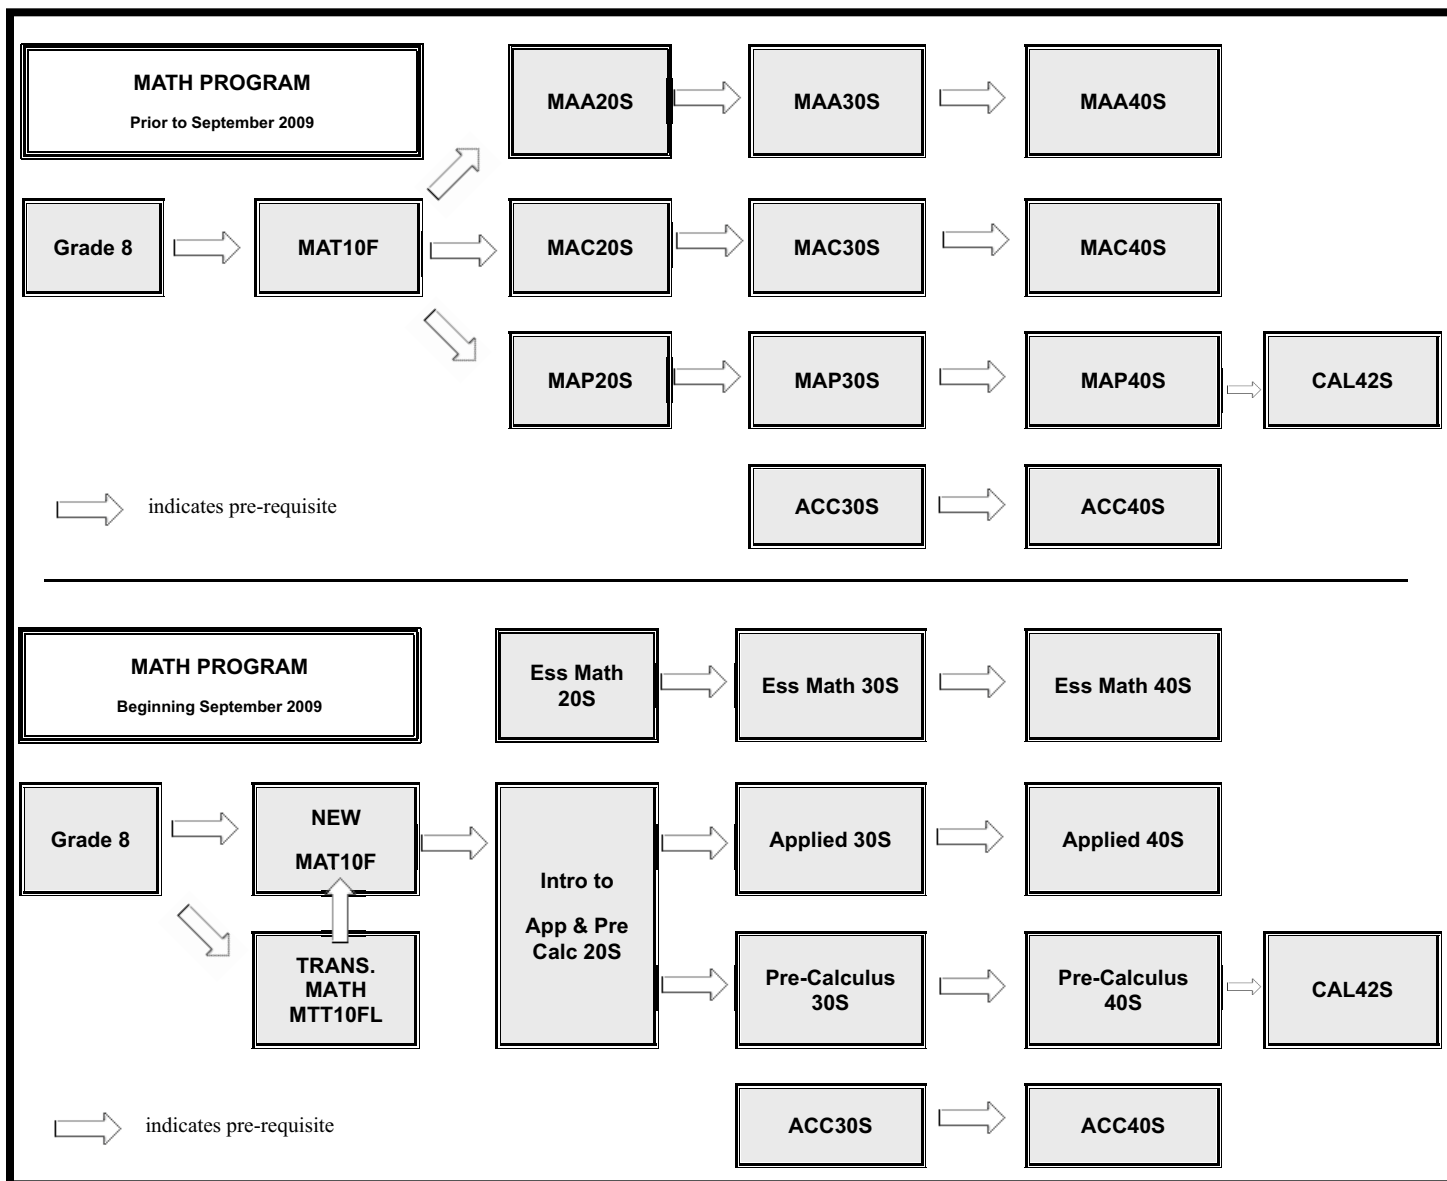 MATH PROGRAM
Prior to September 2009
MAA20S
MAA30S
MAA40S
Grade 8
MAT10F
MAC20S
MAC30S
MAC40S
MAP20S
MAP30S
MAP40S
CAL42S
indicates pre-requisite
ACC30S
ACC40S
MATH PROGRAM
Beginning September 2009
Ess Math
20S
Ess Math 30S
Ess Math 40S
Grade 8
NEW
MAT10F
Intro to
App & Pre
Calc 20S
Applied 30S
Applied 40S
TRANS.
MATH
MTT10FL
Pre-Calculus
30S
Pre-Calculus
40S
CAL42S
indicates pre-requisite
ACC30S
ACC40S